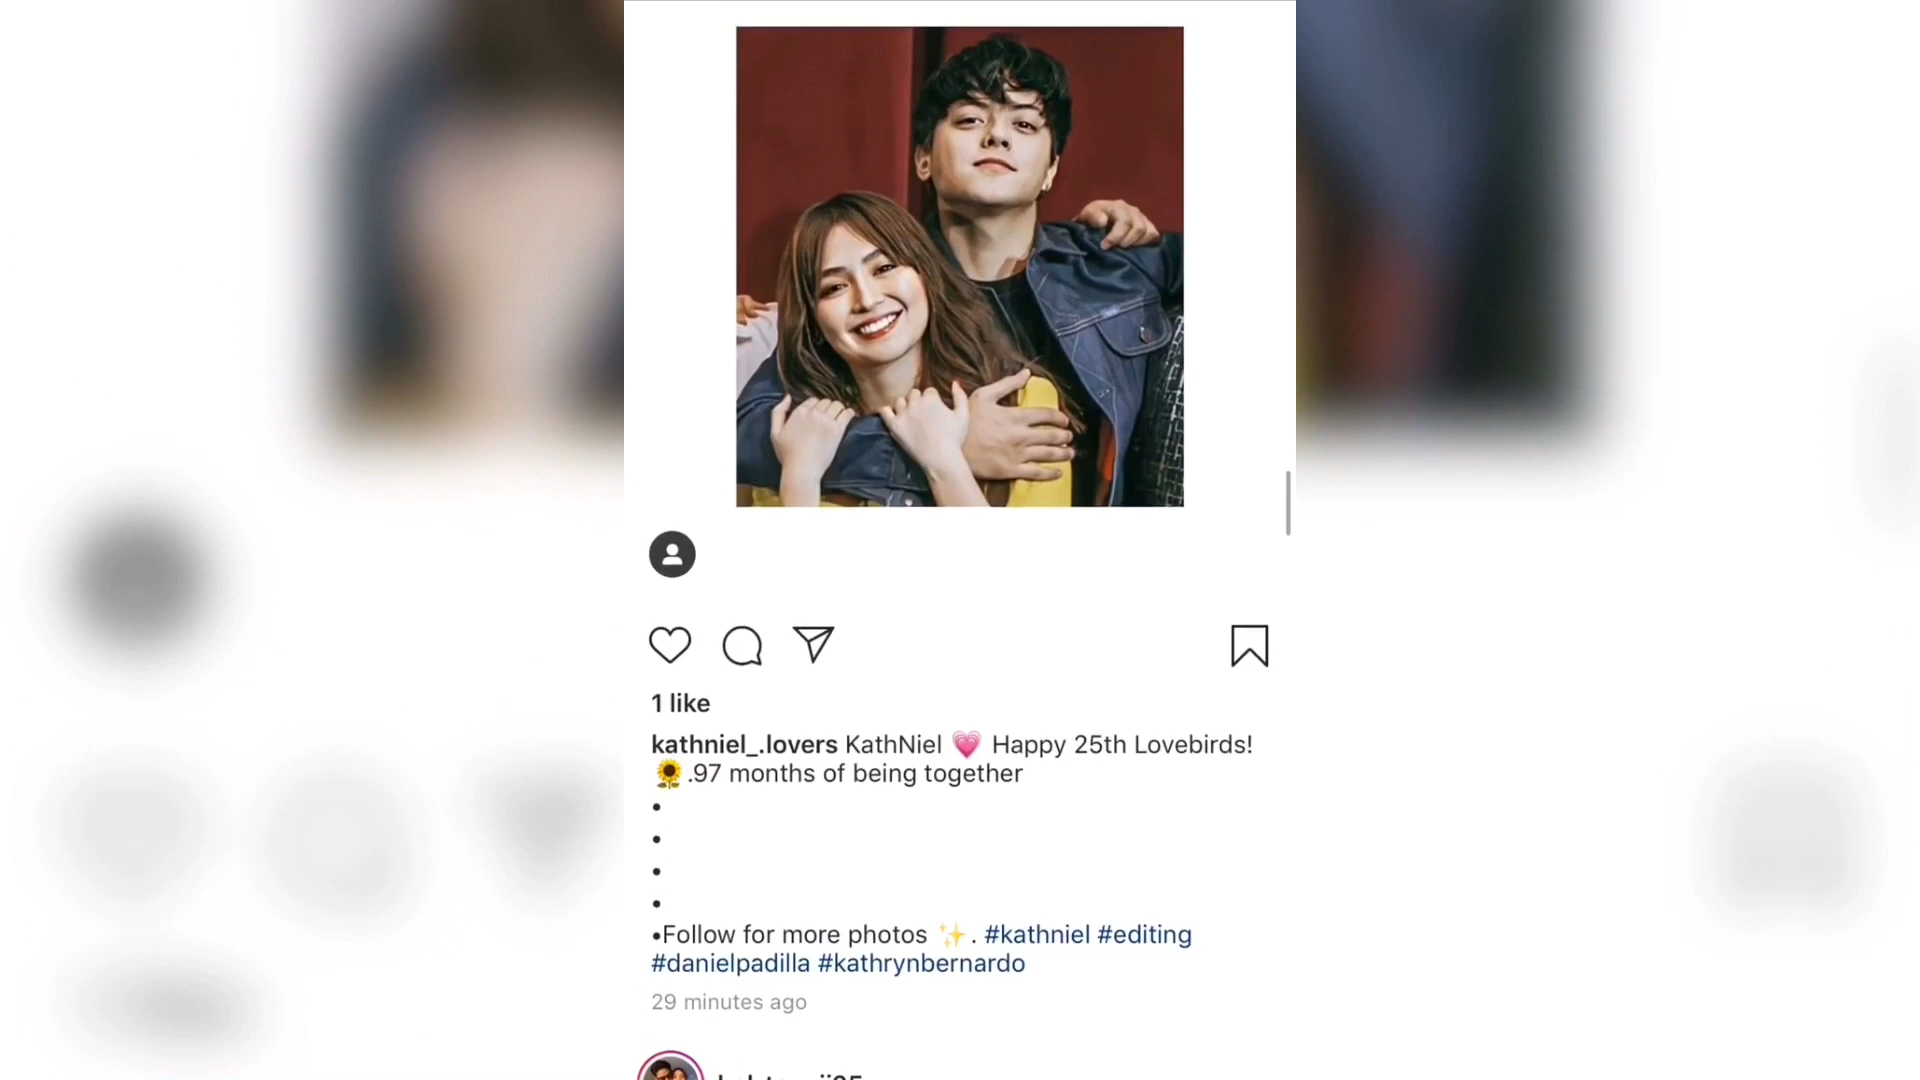 1 like
kathniel_.lovers KathNiel 💗 Happy 25th Lovebirds!
🌻.97 months of being together
•
•
•
•
•Follow for more photos ✨. #kathniel #editing
#danielpadilla #kathrynbernardo
29 minutes ago